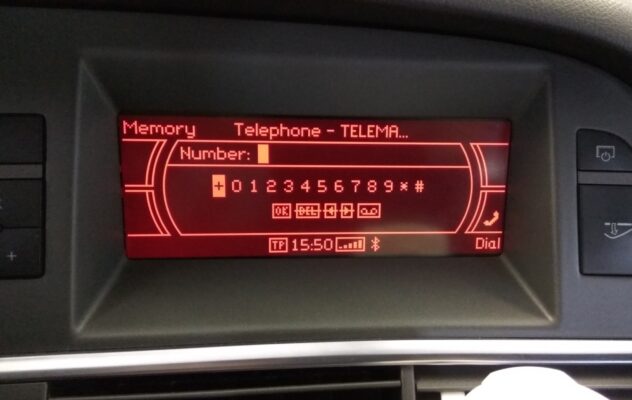 Memory Telephone - TELEMA...
Number:
+ 0 1 2 3 4 5 6 7 8 9 * #
OK DEL
TP 15:50 Dial
+